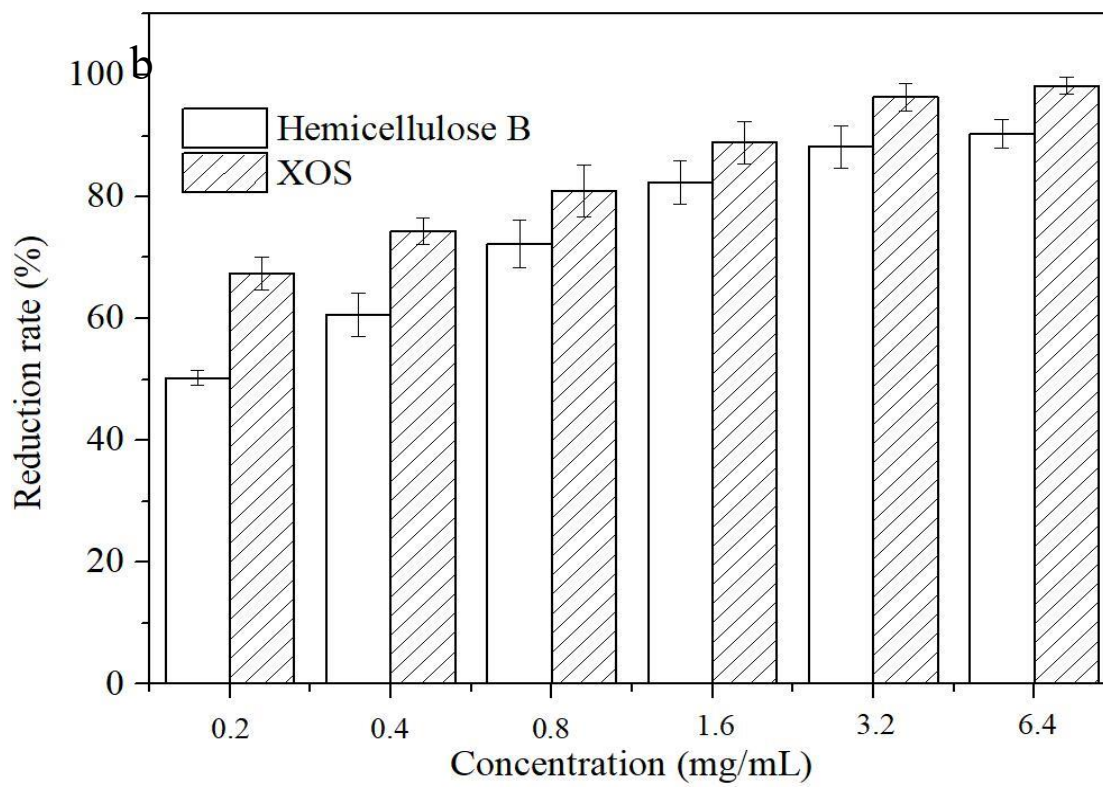 b
Hemicellulose B
XOS
Reduction rate (%)
100
80
60
40
20
0
0.2 0.4 0.8 1.6 3.2 6.4
Concentration (mg/mL)